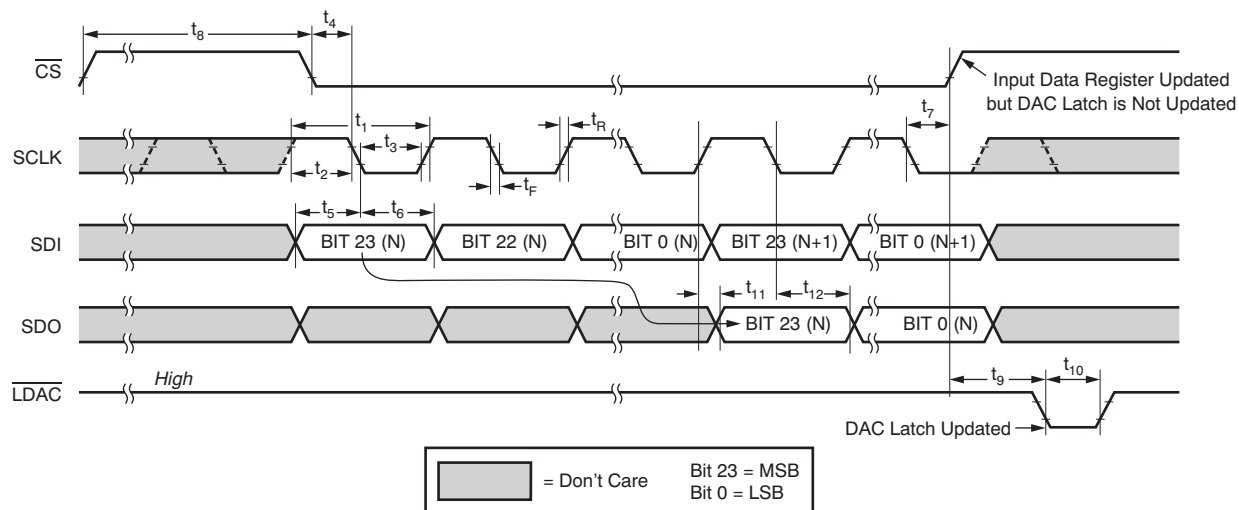 t8
t4
CS
Input Data Register Updated
but DAC Latch is Not Updated
t7
t1
tR
SCLK
t3
t2
tF
t5
t6
SDI
BIT 23 (N)
BIT 22 (N)
BIT 0 (N)
BIT 23 (N+1)
BIT 0 (N+1)
t11
t12
SDO
BIT 23 (N)
BIT 0 (N)
LDAC
High
t9
t10
DAC Latch Updated
= Don't Care
Bit 23 = MSB
Bit 0 = LSB